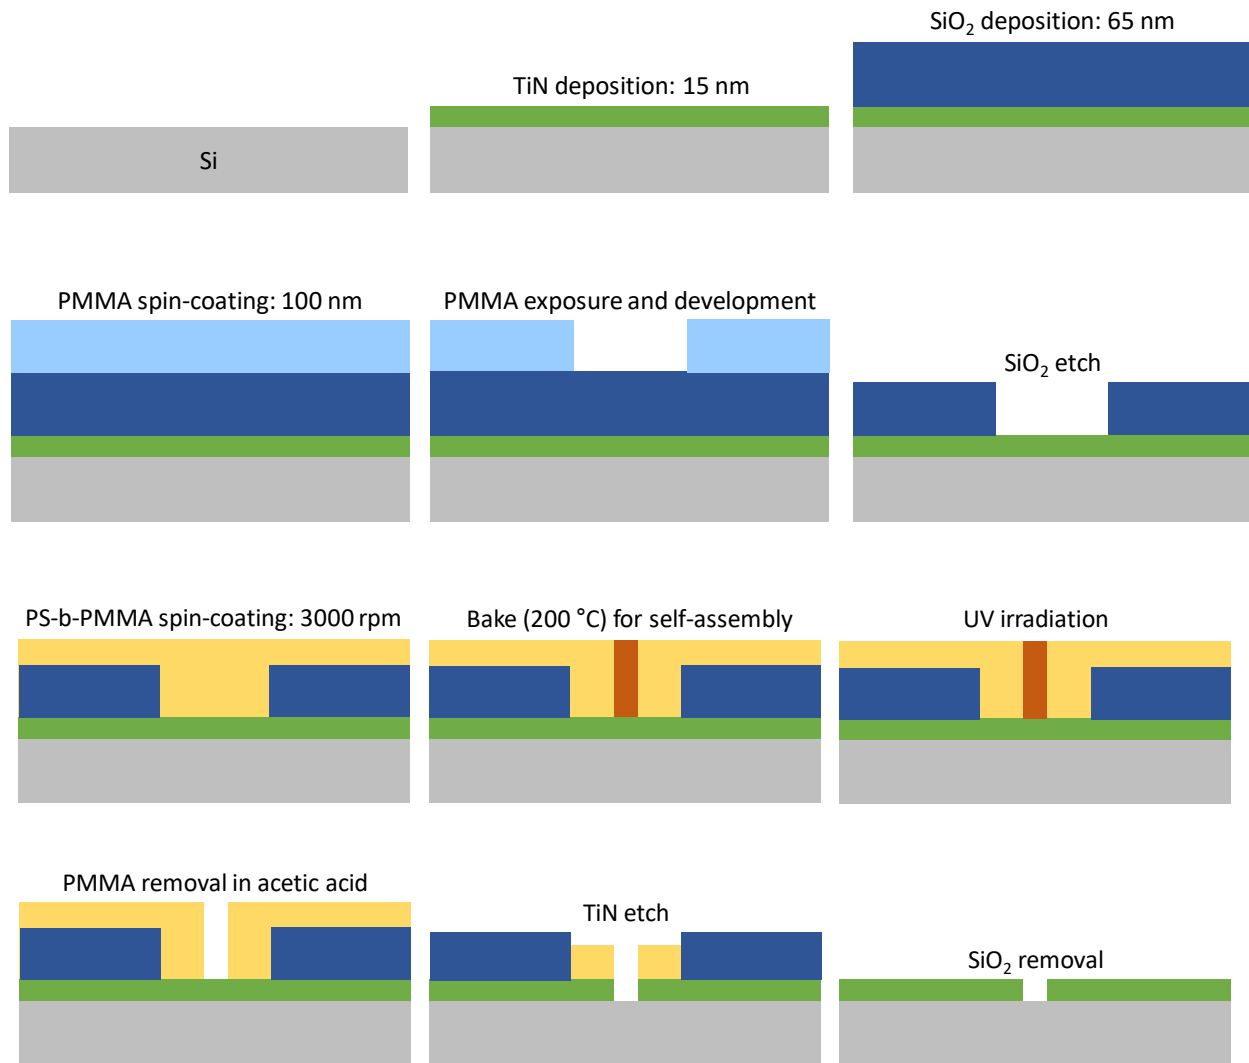 SiO₂ deposition: 65 nm
TiN deposition: 15 nm
Si
PMMA spin-coating: 100 nm
PMMA exposure and development
SiO₂ etch
PS-b-PMMA spin-coating: 3000 rpm
Bake (200 °C) for self-assembly
UV irradiation
PMMA removal in acetic acid
TiN etch
SiO₂ removal